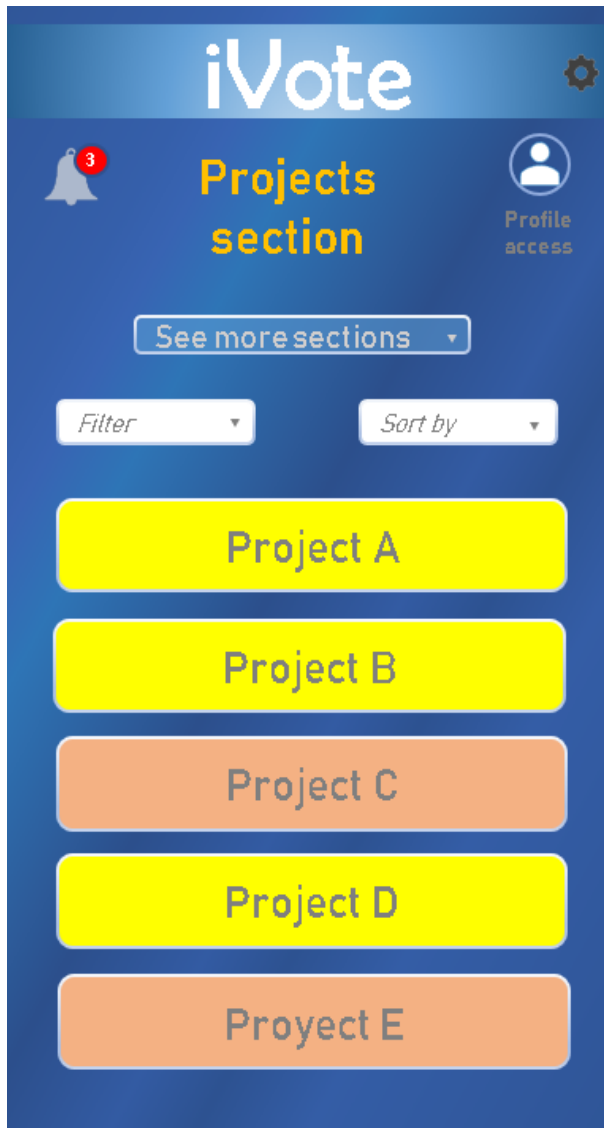 iVote
3
Projects
section
Profile
access
See more sections
Filter
Sort by
Project A
Project B
Project C
Project D
Proyect E